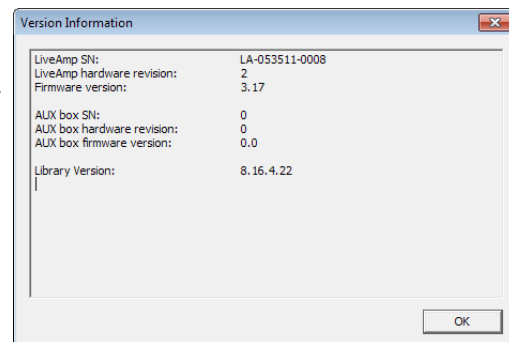 Version Information
LiveAmp SN: LA-053511-0008
LiveAmp hardware revision: 2
Firmware version: 3.17
AUX box SN: 0
AUX box hardware revision: 0
AUX box firmware version: 0.0
Library Version: 8.16.4.22
OK